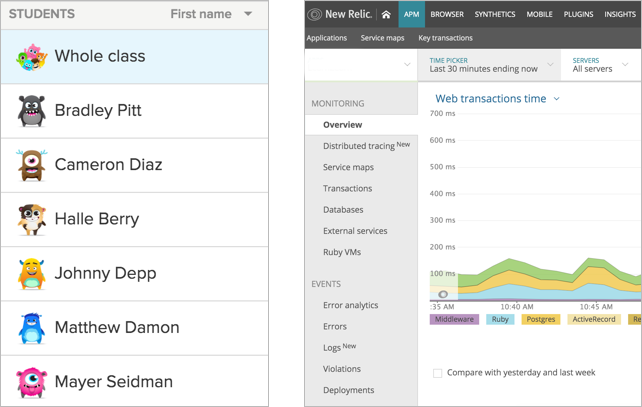 STUDENTS First name
Whole class
Bradley Pitt
Cameron Diaz
Halle Berry
Johnny Depp
Matthew Damon
Mayer Seidman
New Relic. APM BROWSER SYNTHETICS MOBILE PLUGINS INSIGHTS
Applications Service maps Key transactions
TIME PICKER
Last 30 minutes ending now
SERVERS
All servers
MONITORING
Overview
Distributed tracing New
Service maps
Transactions
Databases
External services
Ruby VMs
EVENTS
Error analytics
Errors
Logs New
Violations
Deployments
Web transactions time
700 ms
600 ms
500 ms
400 ms
300 ms
200 ms
100 ms
:35 AM 10:40 AM 10:45 AM
Middleware Ruby Postgres ActiveRecord Re
Compare with yesterday and last week